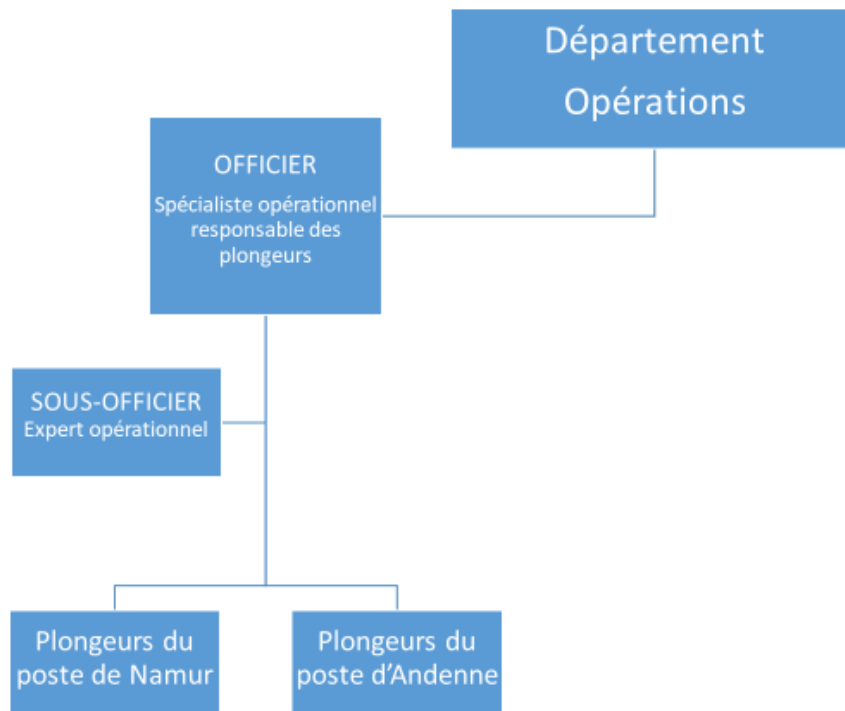 Département
Opérations
OFFICIER
Spécialiste opérationnel
responsable des
plongeurs
SOUS-OFFICIER
Expert opérationnel
Plongeurs du
poste de Namur
Plongeurs du
poste d’Andenne